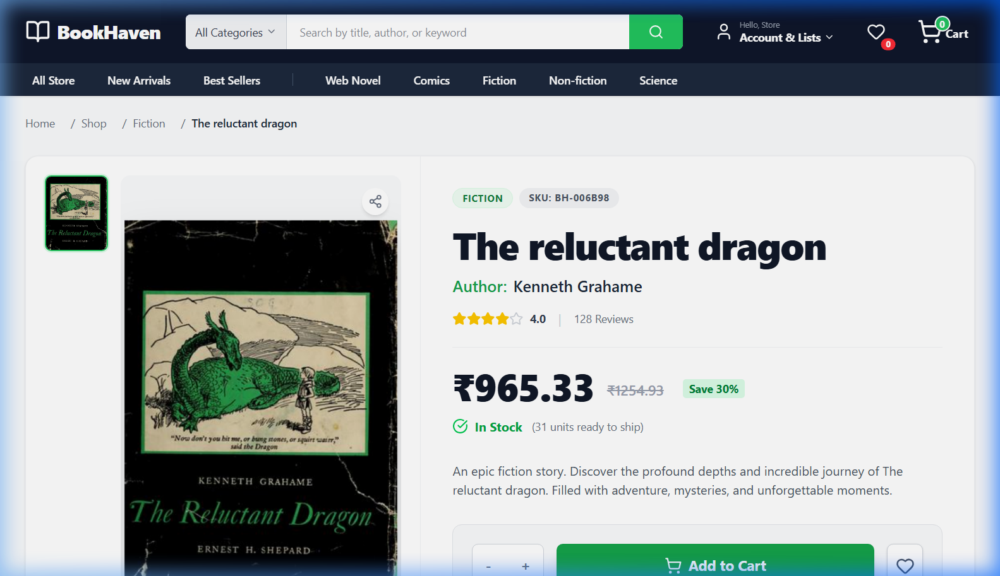 BookHaven
All Categories
Search by title, author, or keyword
Hello, Store
Account & Lists
0
0
Cart
All Store
New Arrivals
Best Sellers
Web Novel
Comics
Fiction
Non-fiction
Science
Home / Shop / Fiction / The reluctant dragon
FICTION
SKU: BH-006B98
The reluctant dragon
Author: Kenneth Grahame
4.0 | 128 Reviews
₹965.33 ₹1254.93 Save 30%
In Stock (31 units ready to ship)
An epic fiction story. Discover the profound depths and incredible journey of The
reluctant dragon. Filled with adventure, mysteries, and unforgettable moments.
- +
Add to Cart
"Now don't you hit me, or bung stones, or squirt water,"
said the Dragon
KENNETH GRAHAME
The Reluctant Dragon
ERNEST H. SHEPARD
The Reluctant Dragon